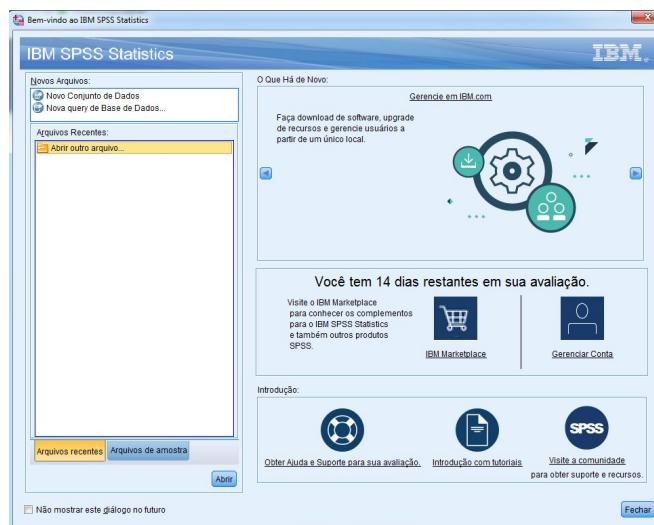 Bem-vindo ao IBM SPSS Statistics
IBM SPSS Statistics
IBM.
Novos Arquivos:
Novo Conjunto de Dados
Nova query de Base de Dados...
Arquivos Recentes:
Abrir outro arquivo...
Arquivos recentes
Arquivos de amostra
Abrir
O Que Há de Novo:
Gerencie em IBM.com
Faça download de software, upgrade
de recursos e gerencie usuários a
partir de um único local.
Você tem 14 dias restantes em sua avaliação.
Visite o IBM Marketplace
para conhecer os complementos
para o IBM SPSS Statistics
e também outros produtos
SPSS.
IBM Marketplace
Gerenciar Conta
Introdução:
Obter Ajuda e Suporte para sua avaliação.
Introdução com tutoriais
SPSS
Visite a comunidade
para obter suporte e recursos.
Não mostrar este diálogo no futuro
Fechar